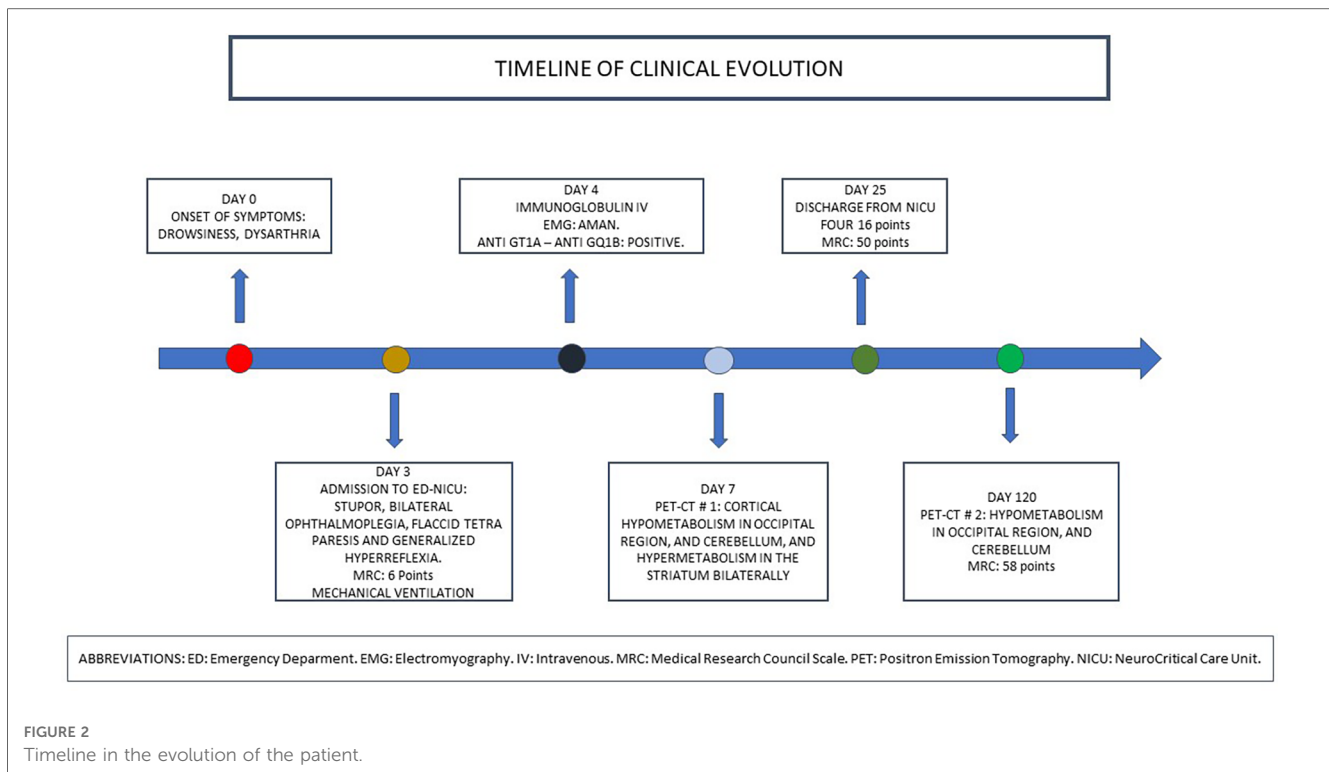 TIMELINE OF CLINICAL EVOLUTION
DAY 0
ONSET OF SYMPTOMS:
DROWSINESS, DYSARTHRIA
DAY 4
IMMUNOGLOBULIN IV
EMG: AMAN.
ANTI GT1A – ANTI GQ1B: POSITIVE.
DAY 25
DISCHARGE FROM NICU
FOUR 16 points
MRC: 50 points
DAY 3
ADMISSION TO ED-NICU:
STUPOR, BILATERAL
OPHTHALMOPLEGIA, FLACCID TETRA
PARESIS AND GENERALIZED
HYPERREFLEXIA.
MRC: 6 Points
MECHANICAL VENTILATION
DAY 7
PET-CT # 1: CORTICAL
HYPOMETABOLISM IN OCCIPITAL
REGION, AND CEREBELLUM, AND
HYPERMETABOLISM IN THE
STRIATUM BILATERALLY
DAY 120
PET-CT # 2: HYPOMETABOLISM
IN OCCIPITAL REGION, AND
CEREBELLUM
MRC: 58 points
ABBREVIATIONS: ED: Emergency Deparment. EMG: Electromyography. IV: Intravenous. MRC: Medical Research Council Scale. PET: Positron Emission Tomography. NICU: NeuroCritical Care Unit.
FIGURE 2
Timeline in the evolution of the patient.